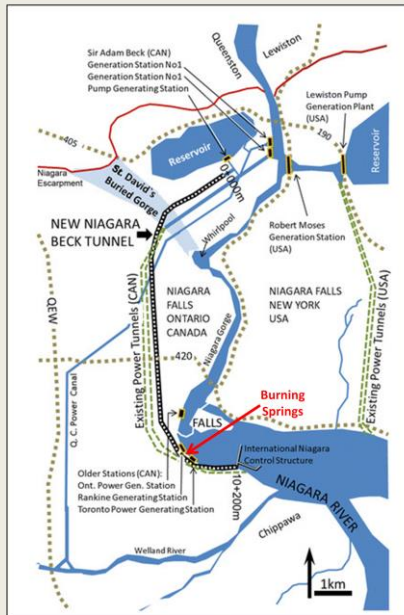 Sir Adam Beck (CAN)
Generation Station No1
Generation Station No1
Pump Generating Station
Queenston
Lewiston
Lewiston Pump
Generation Plant
(USA)
405
190
Reservoir
Reservoir
Niagara
Escarpment
St. David's
Buried Gorge
0+000m
NEW NIAGARA
BECK TUNNEL
Whirlpool
Robert Moses
Generation Station
(USA)
QEW
Existing Power Tunnels (CAN)
NIAGARA
FALLS
ONTARIO
CANADA
NIAGARA FALLS
NEW YORK
USA
Existing Power Tunnels (USA)
420
Niagara Gorge
Q. C. Power Canal
Burning
Springs
FALLS
Older Stations (CAN):
Ont. Power Gen. Station
Rankine Generating Station
Toronto Power Generating Station
International Niagara
Control Structure
10+200m
NIAGARA RIVER
Chippawa
Welland River
1km